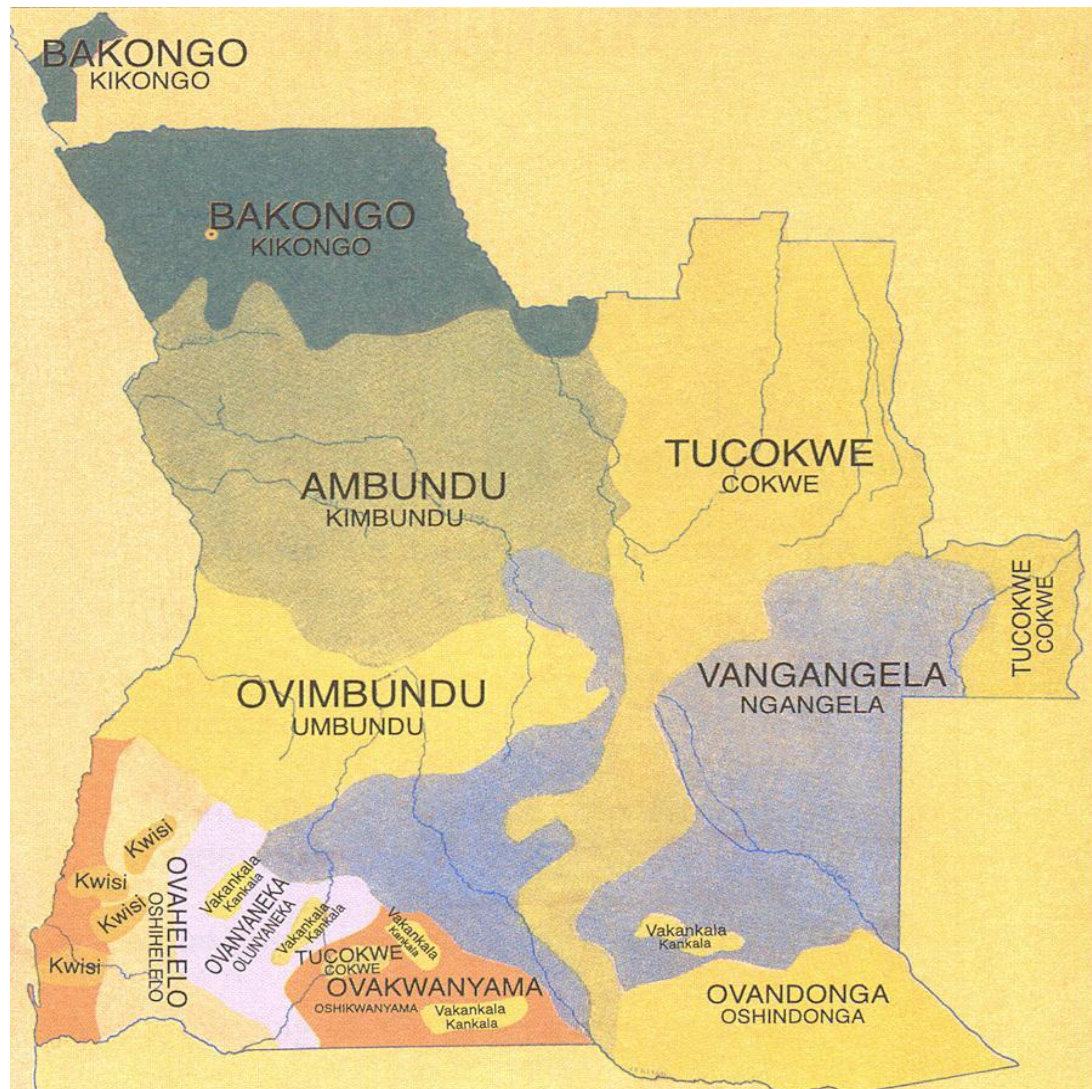 BAKONGO
KIKONGO
BAKONGO
KIKONGO
TUCOKWE
COKWE
AMBUNDU
KIMBUNDU
TUCOKWE
COKWE
VANGANGELA
NGANGELA
OVIMBUNDU
UMBUNDU
Kwisi
Kwisi
Kwisi
Kwisi
OVAHELELO
OSHIHELELO
Vakankala
Kankala
OVANYANEKA
OLUNYANEKA
Vakankala
Kankala
Vakankala
Kankala
TUCOKWE
COKWE
OVAKWANYAMA
OSHIKWANYAMA
Vakankala
Kankala
Vakankala
Kankala
OVANDONGA
OSHINDONGA